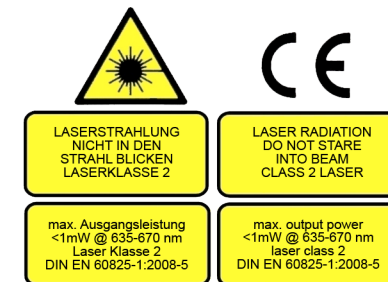 CE
LASERSTRAHLUNG
NICHT IN DEN
STRAHL BLICKEN
LASERKLASSE 2
LASER RADIATION
DO NOT STARE
INTO BEAM
CLASS 2 LASER
max. Ausgangsleistung
<1mW @ 635-670 nm
Laser Klasse 2
DIN EN 60825-1:2008-5
max. output power
<1mW @ 635-670 nm
laser class 2
DIN EN 60825-1:2008-5